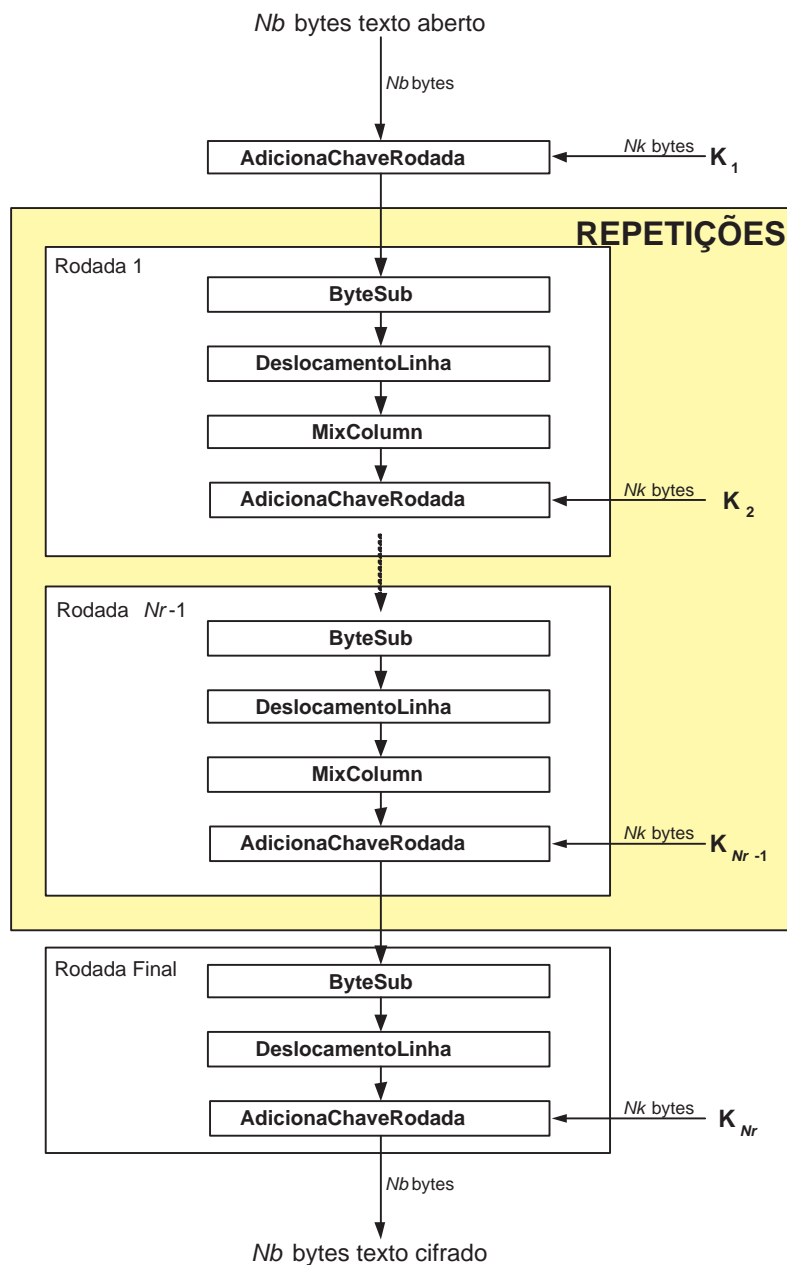 Nb bytes texto aberto
Nb bytes
AdicionaChaveRodada
Nk bytes
K 1
REPETIÇÕES
Rodada 1
ByteSub
DeslocamentoLinha
MixColumn
AdicionaChaveRodada
Nk bytes
K 2
Rodada Nr-1
ByteSub
DeslocamentoLinha
MixColumn
AdicionaChaveRodada
Nk bytes
K Nr -1
Rodada Final
ByteSub
DeslocamentoLinha
AdicionaChaveRodada
Nk bytes
K Nr
Nb bytes
Nb bytes texto cifrado